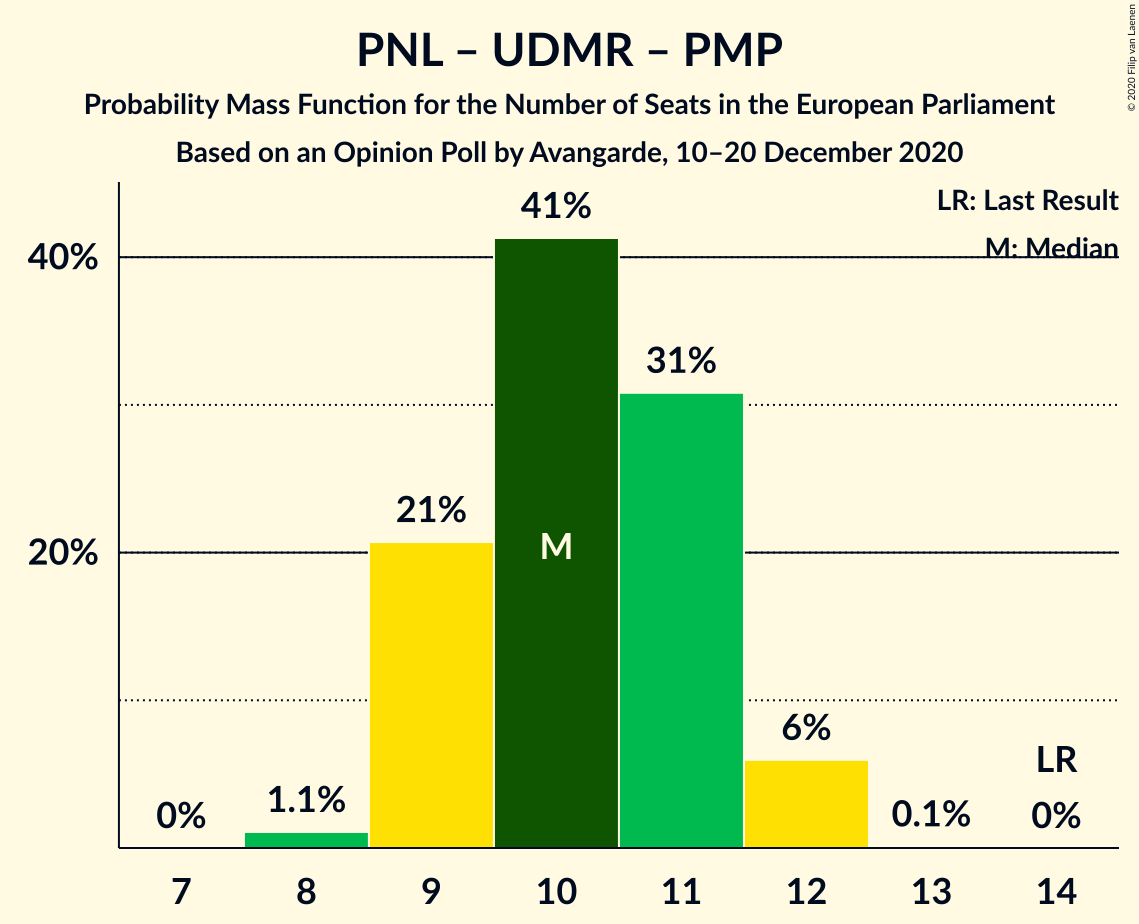 PNL – UDMR – PMP
Probability Mass Function for the Number of Seats in the European Parliament
Based on an Opinion Poll by Avangarde, 10–20 December 2020
© 2020 Filip van Laenen
LR: Last Result
M: Median
40%
20%
0%
1.1%
21%
41%
M
31%
6%
0.1%
LR
0%
7 8 9 10 11 12 13 14